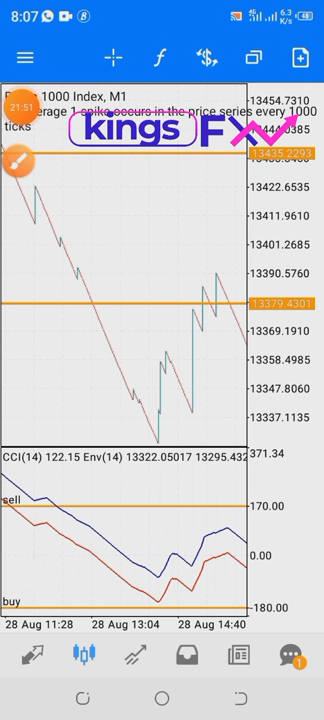 8:07
6.3
K/s
48
1000 Index, M1
21:51
1 spike occurs in the price series every 1000
ticks
kings FX
13454.7310
13435.2293
13422.6535
13411.9610
13401.2685
13390.5760
13379.4301
13369.1910
13358.4985
13347.8060
13337.1135
CCI(14) 122.15 Env(14) 13322.05017 13295.432
371.34
sell
170.00
0.00
buy
-180.00
28 Aug 11:28
28 Aug 13:04
28 Aug 14:40
1